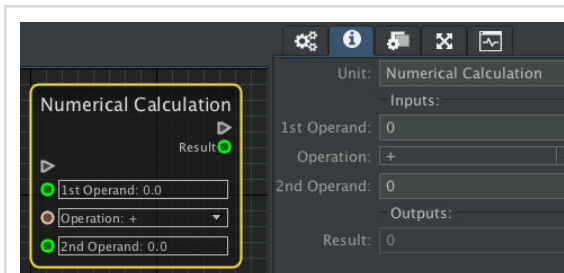 Numerical Calculation
Result
1st Operand: 0.0
Operation: +
2nd Operand: 0.0
Unit: Numerical Calculation
Inputs:
1st Operand: 0
Operation: +
2nd Operand: 0
Outputs:
Result: 0